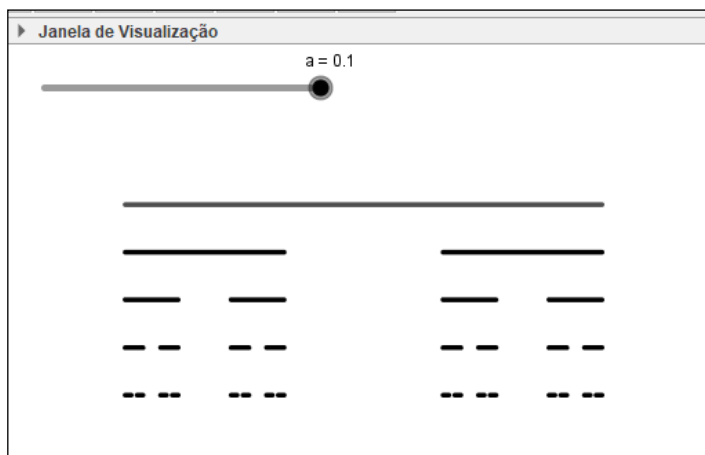 Janela de Visualização
a = 0.1